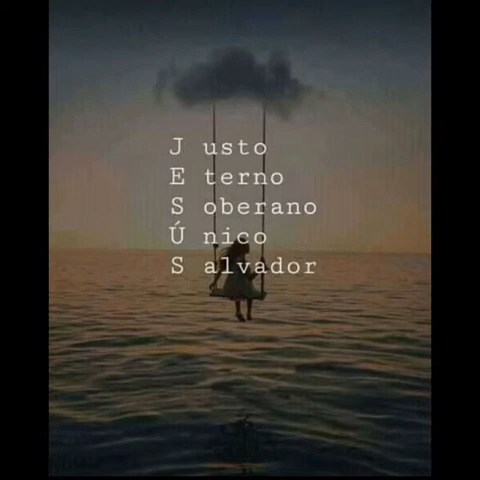 J usto
E terno
S oberano
Ú nico
S alvador